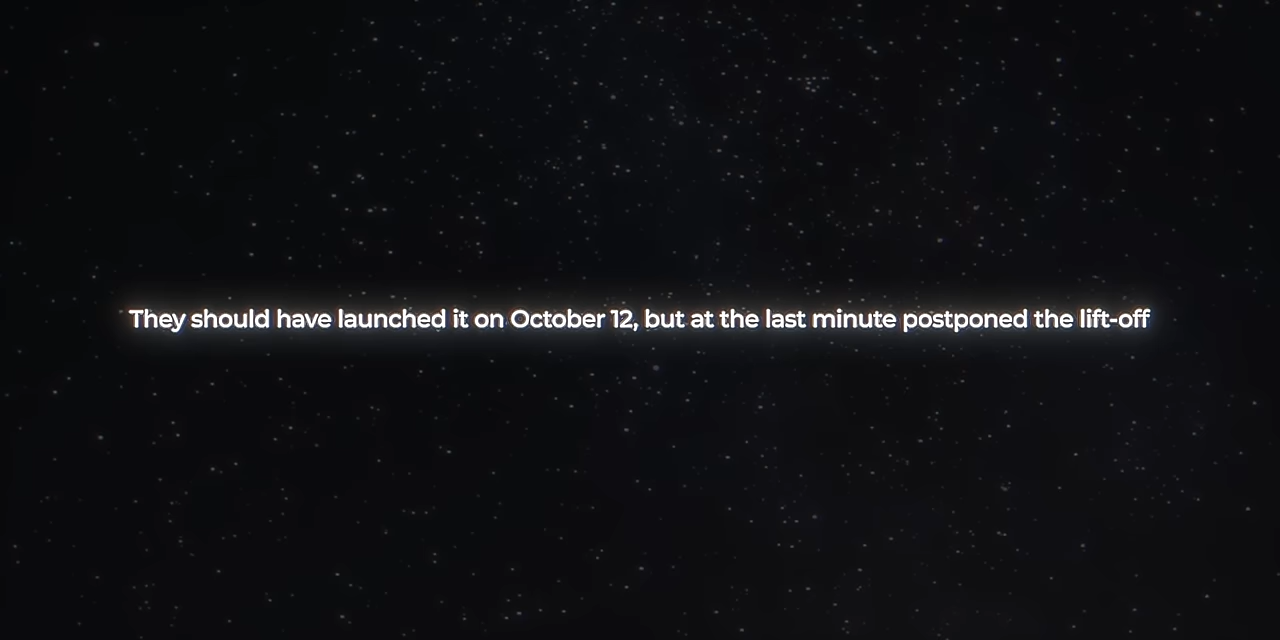 They should have launched it on October 12, but at the last minute postponed the lift-off